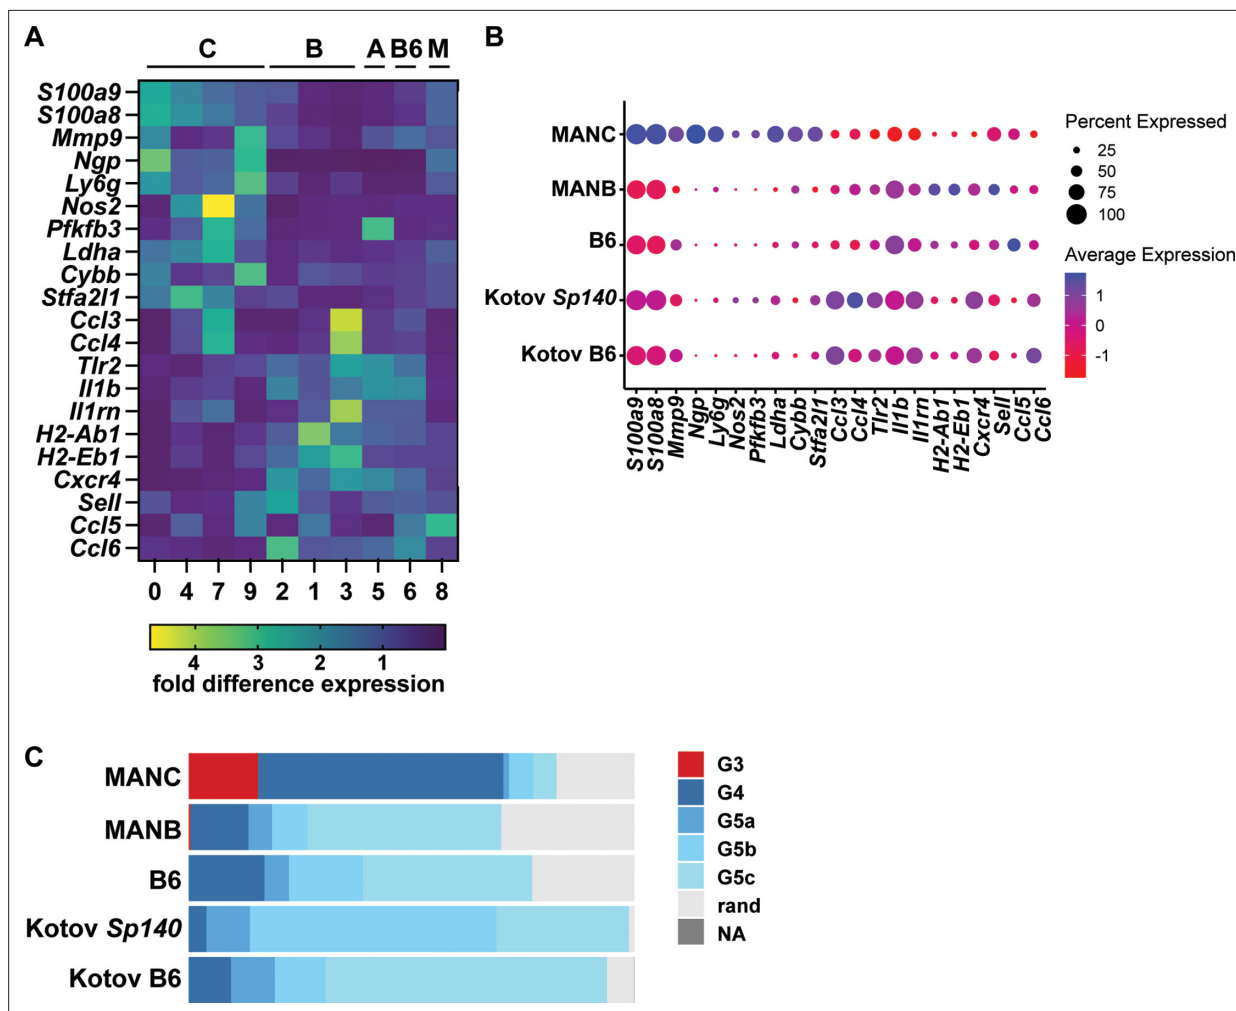 A
C B A B6 M
S100a9
S100a8
Mmp9
Ngp
Ly6g
Nos2
Pfkfb3
Ldha
Cybb
Stfa2l1
Ccl3
Ccl4
Tlr2
Il1b
Il1rn
H2-Ab1
H2-Eb1
Cxcr4
Sell
Ccl5
Ccl6
0 4 7 9 2 1 3 5 6 8
4 3 2 1
fold difference expression
B
MANC
MANB
B6
Kotov Sp140
Kotov B6
S100a9
S100a8
Mmp9
Ngp
Ly6g
Nos2
Pfkfb3
Ldha
Cybb
Stfa2l1
Ccl3
Ccl4
Tlr2
Il1b
Il1rn
H2-Ab1
H2-Eb1
Cxcr4
Sell
Ccl5
Ccl6
Percent Expressed
25
50
75
100
Average Expression
1
0
-1
C
MANC
MANB
B6
Kotov Sp140
Kotov B6
G3
G4
G5a
G5b
G5c
rand
NA